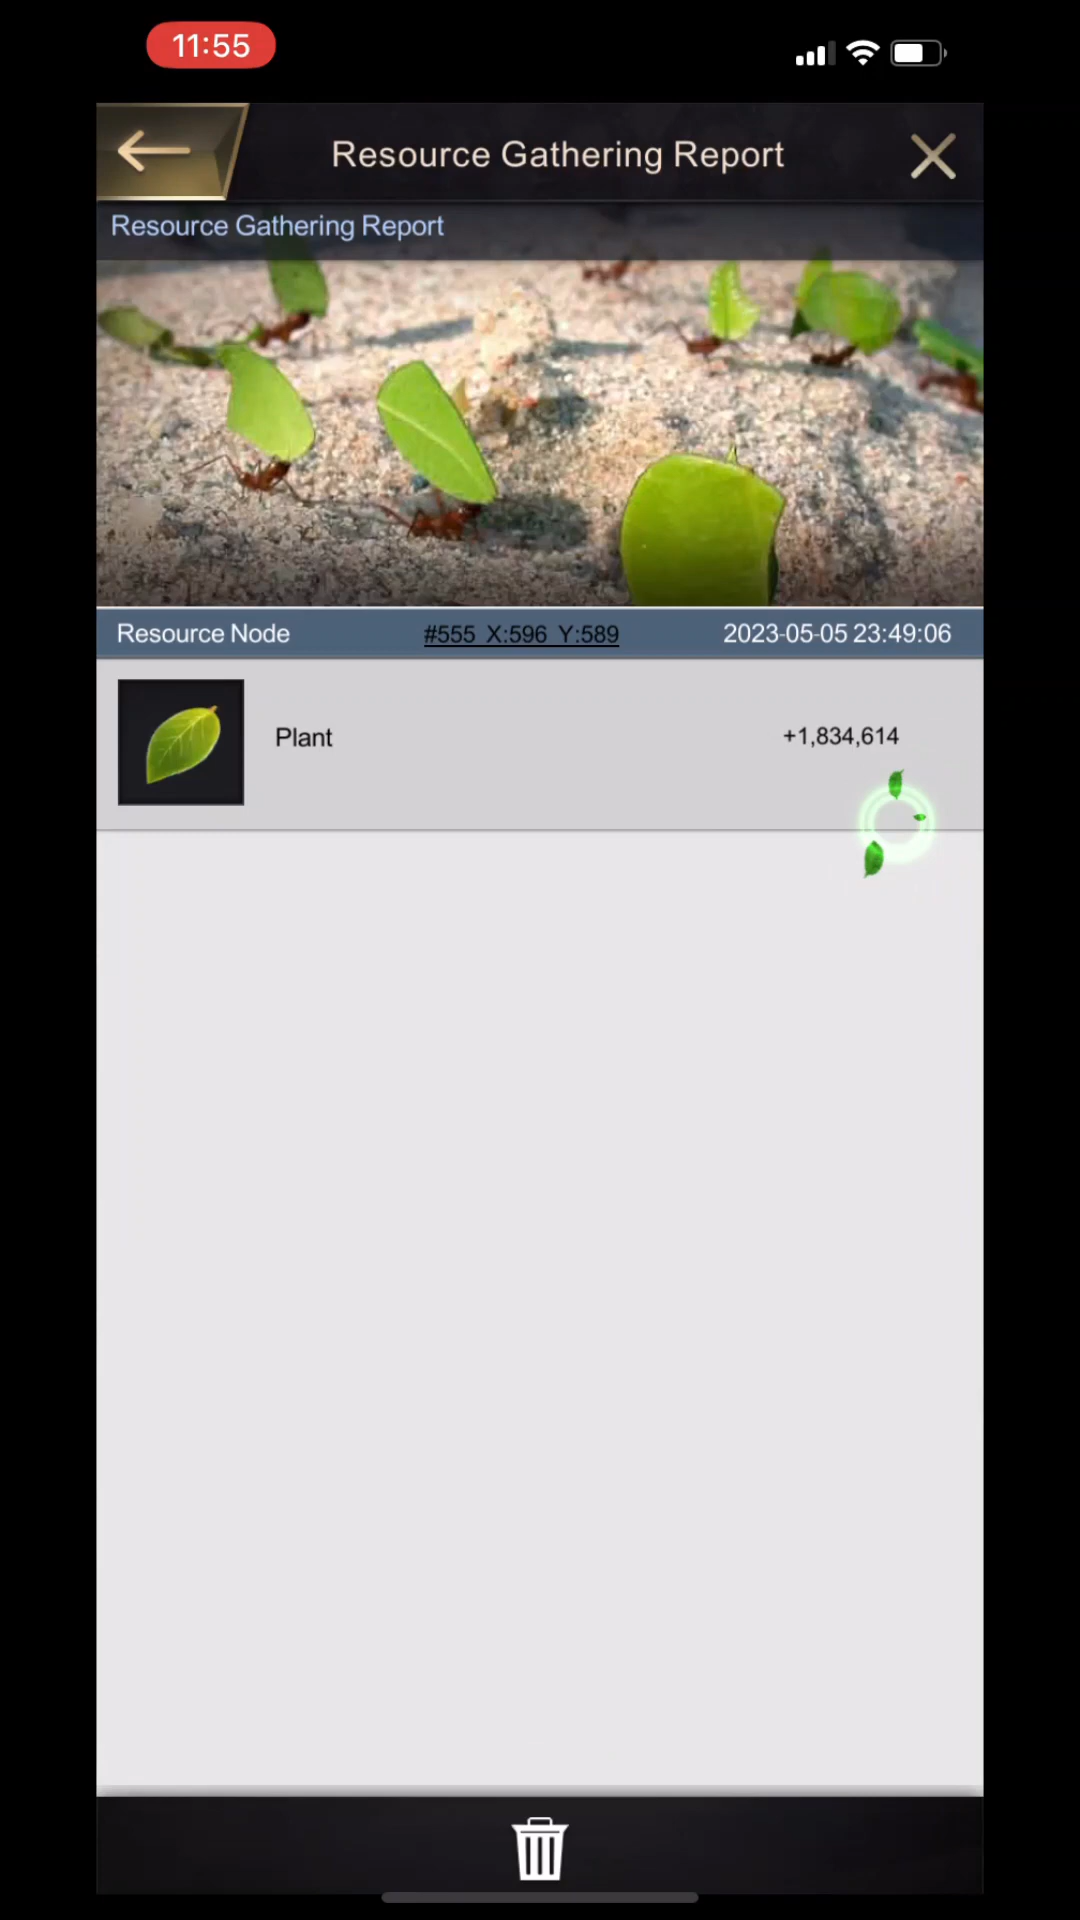 11:55
Resource Gathering Report
Resource Gathering Report
Resource Node #555 X:596 Y:589 2023-05-05 23:49:06
Plant +1,834,614